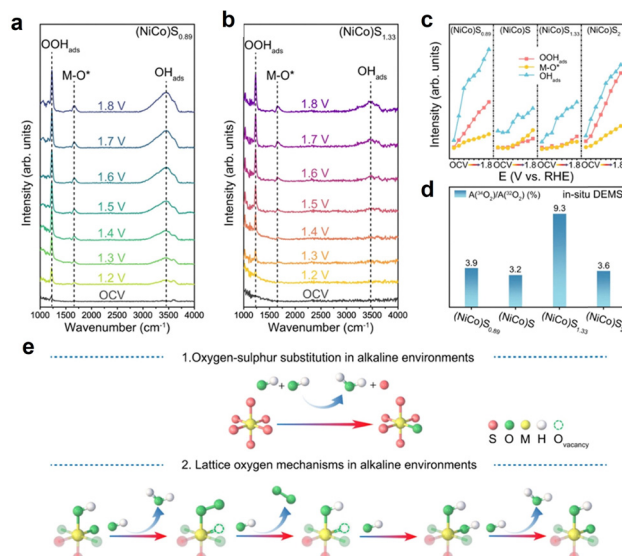 a
(NiCo)S0.89
OOHads
M-O*
OHads
1.8 V
1.7 V
1.6 V
1.5 V
1.4 V
1.3 V
1.2 V
OCV
Intensity (arb. units)
1000 1500 2000 2500 3000 3500 4000
Wavenumber (cm-1)
b
(NiCo)S1.33
OOHads
M-O*
OHads
1.8 V
1.7 V
1.6 V
1.5 V
1.4 V
1.3 V
1.2 V
OCV
Intensity (arb. units)
1000 1500 2000 2500 3000 3500 4000
Wavenumber (cm-1)
c
(NiCo)S0.89 (NiCo)S (NiCo)S1.33 (NiCo)S2
OOHads
M-O*
OHads
Intensity (arb. units)
OCV 1.8 OCV 1.8 OCV 1.8 OCV 1.8
E (V vs. RHE)
d
A(34O2)/A(32O2) (%)
in-situ DEMS
3.9
3.2
9.3
3.6
(NiCo)S0.89
(NiCo)S
(NiCo)S1.33
e
1.Oxygen-sulphur substitution in alkaline environments
+
+
S O M H Ovacancy
2. Lattice oxygen mechanisms in alkaline environments